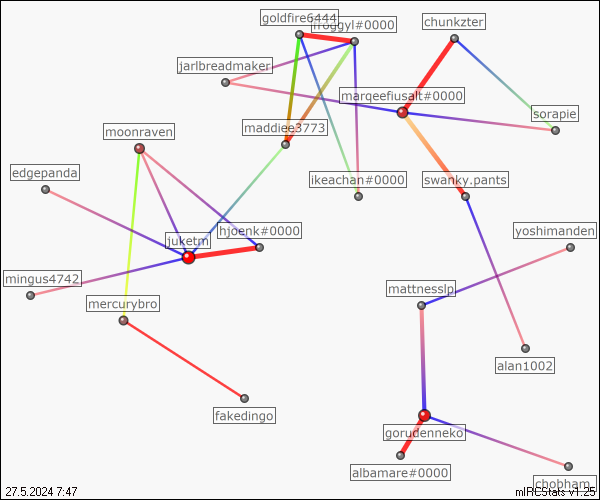 goldfire6444
froggyl#0000
chunkzter
jarlbreadmaker
marqeefiusalt#0000
sorapie
maddiee3773
moonraven
edgepanda
ikeachan#0000
swanky.pants
hjoenk#0000
yoshimanden
juketm
mingus4742
mattnesslp
mercurybro
alan1002
fakedingo
gorudenneko
albamare#0000
chobham
27.5.2024 7:47
mIRCStats v1.25